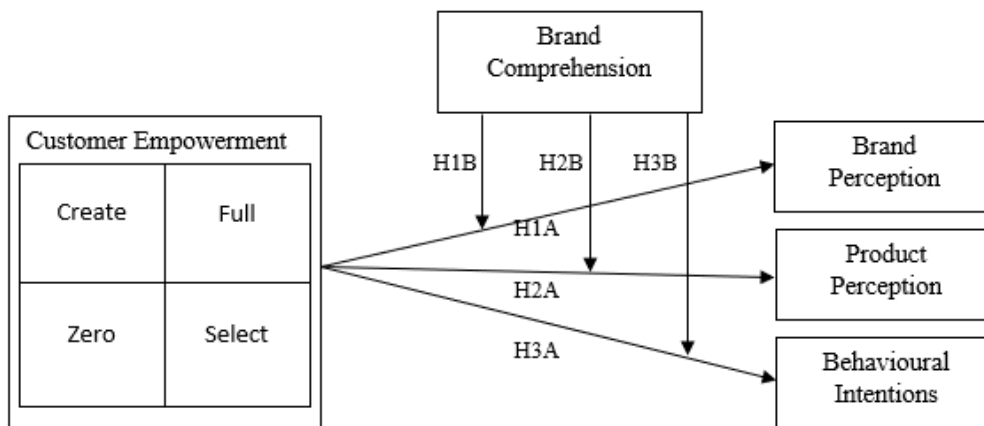 Brand
Comprehension
Customer Empowerment
Create
Full
Zero
Select
H1B
H2B
H3B
H1A
H2A
H3A
Brand
Perception
Product
Perception
Behavioural
Intentions